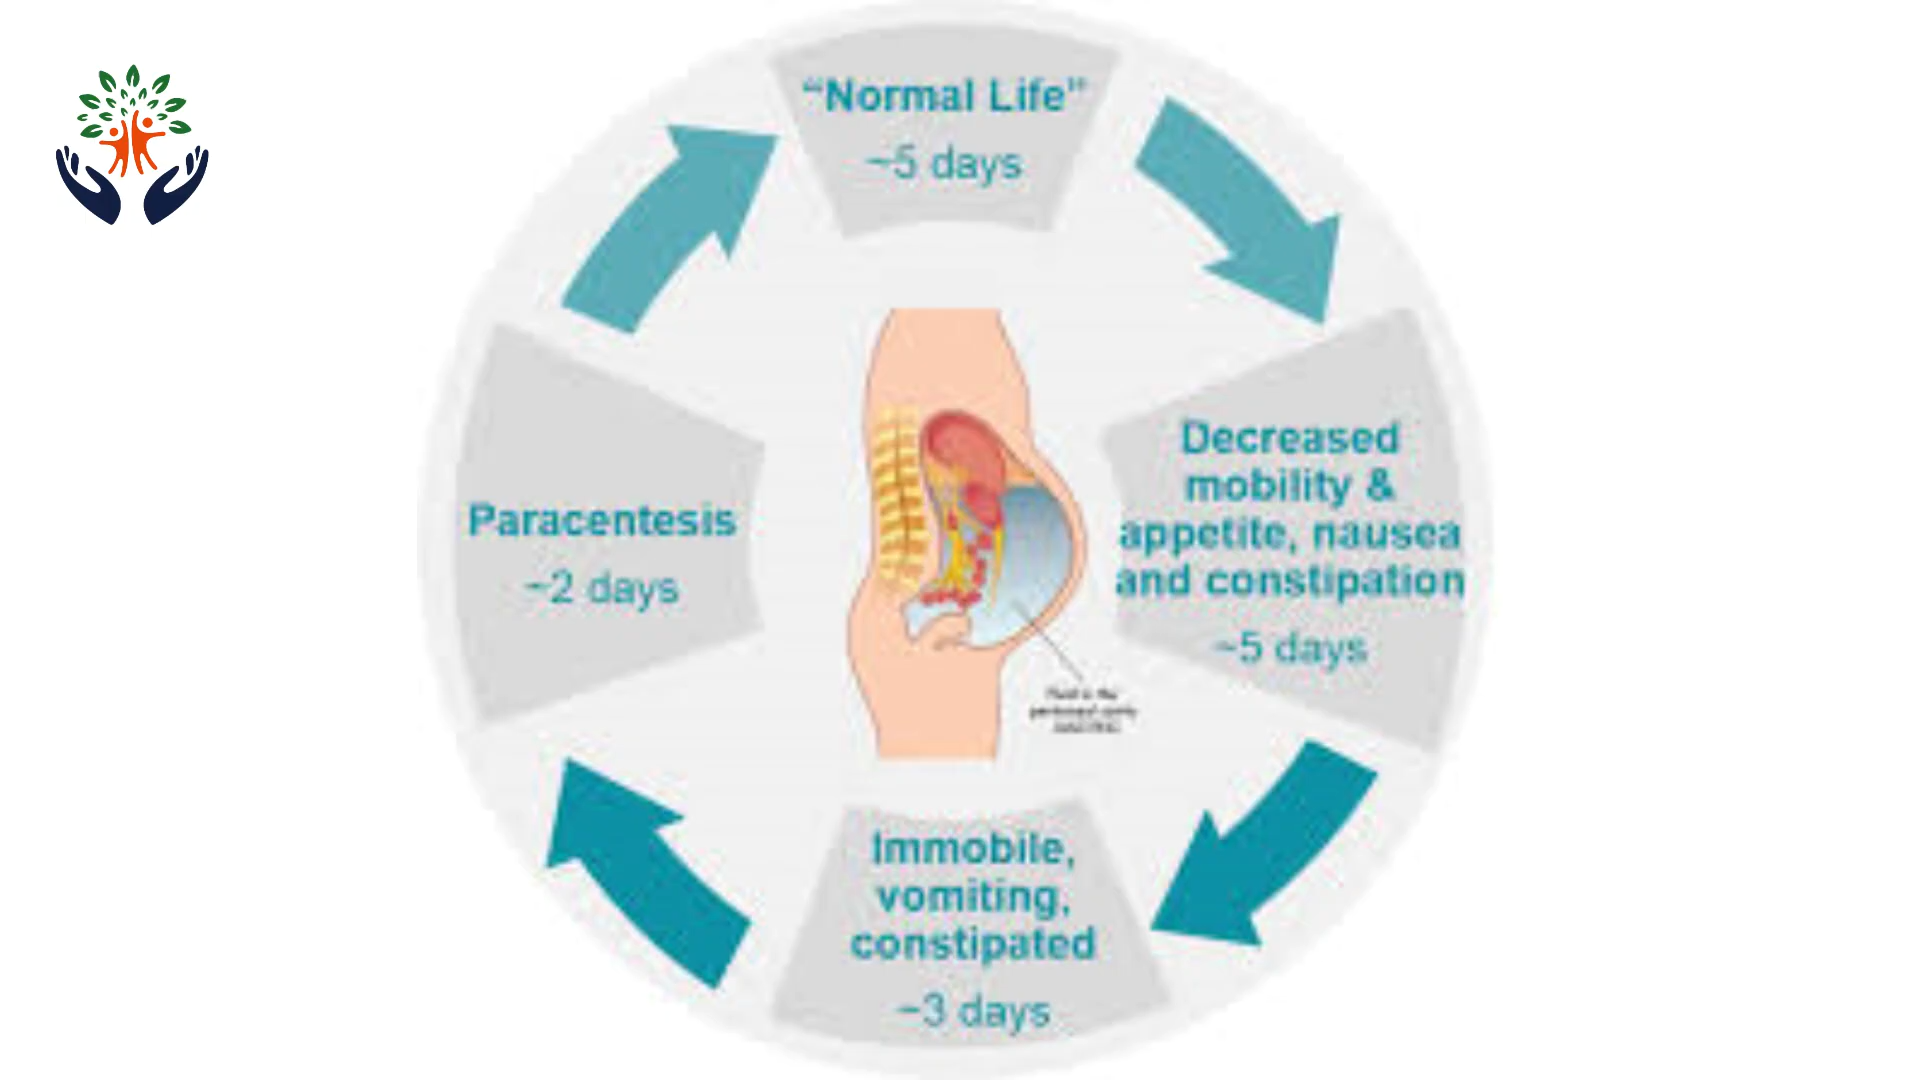 “Normal Life”
~5 days
Decreased
mobility &
appetite, nausea
and constipation
~5 days
Immobile,
vomiting,
constipated
~3 days
Paracentesis
~2 days